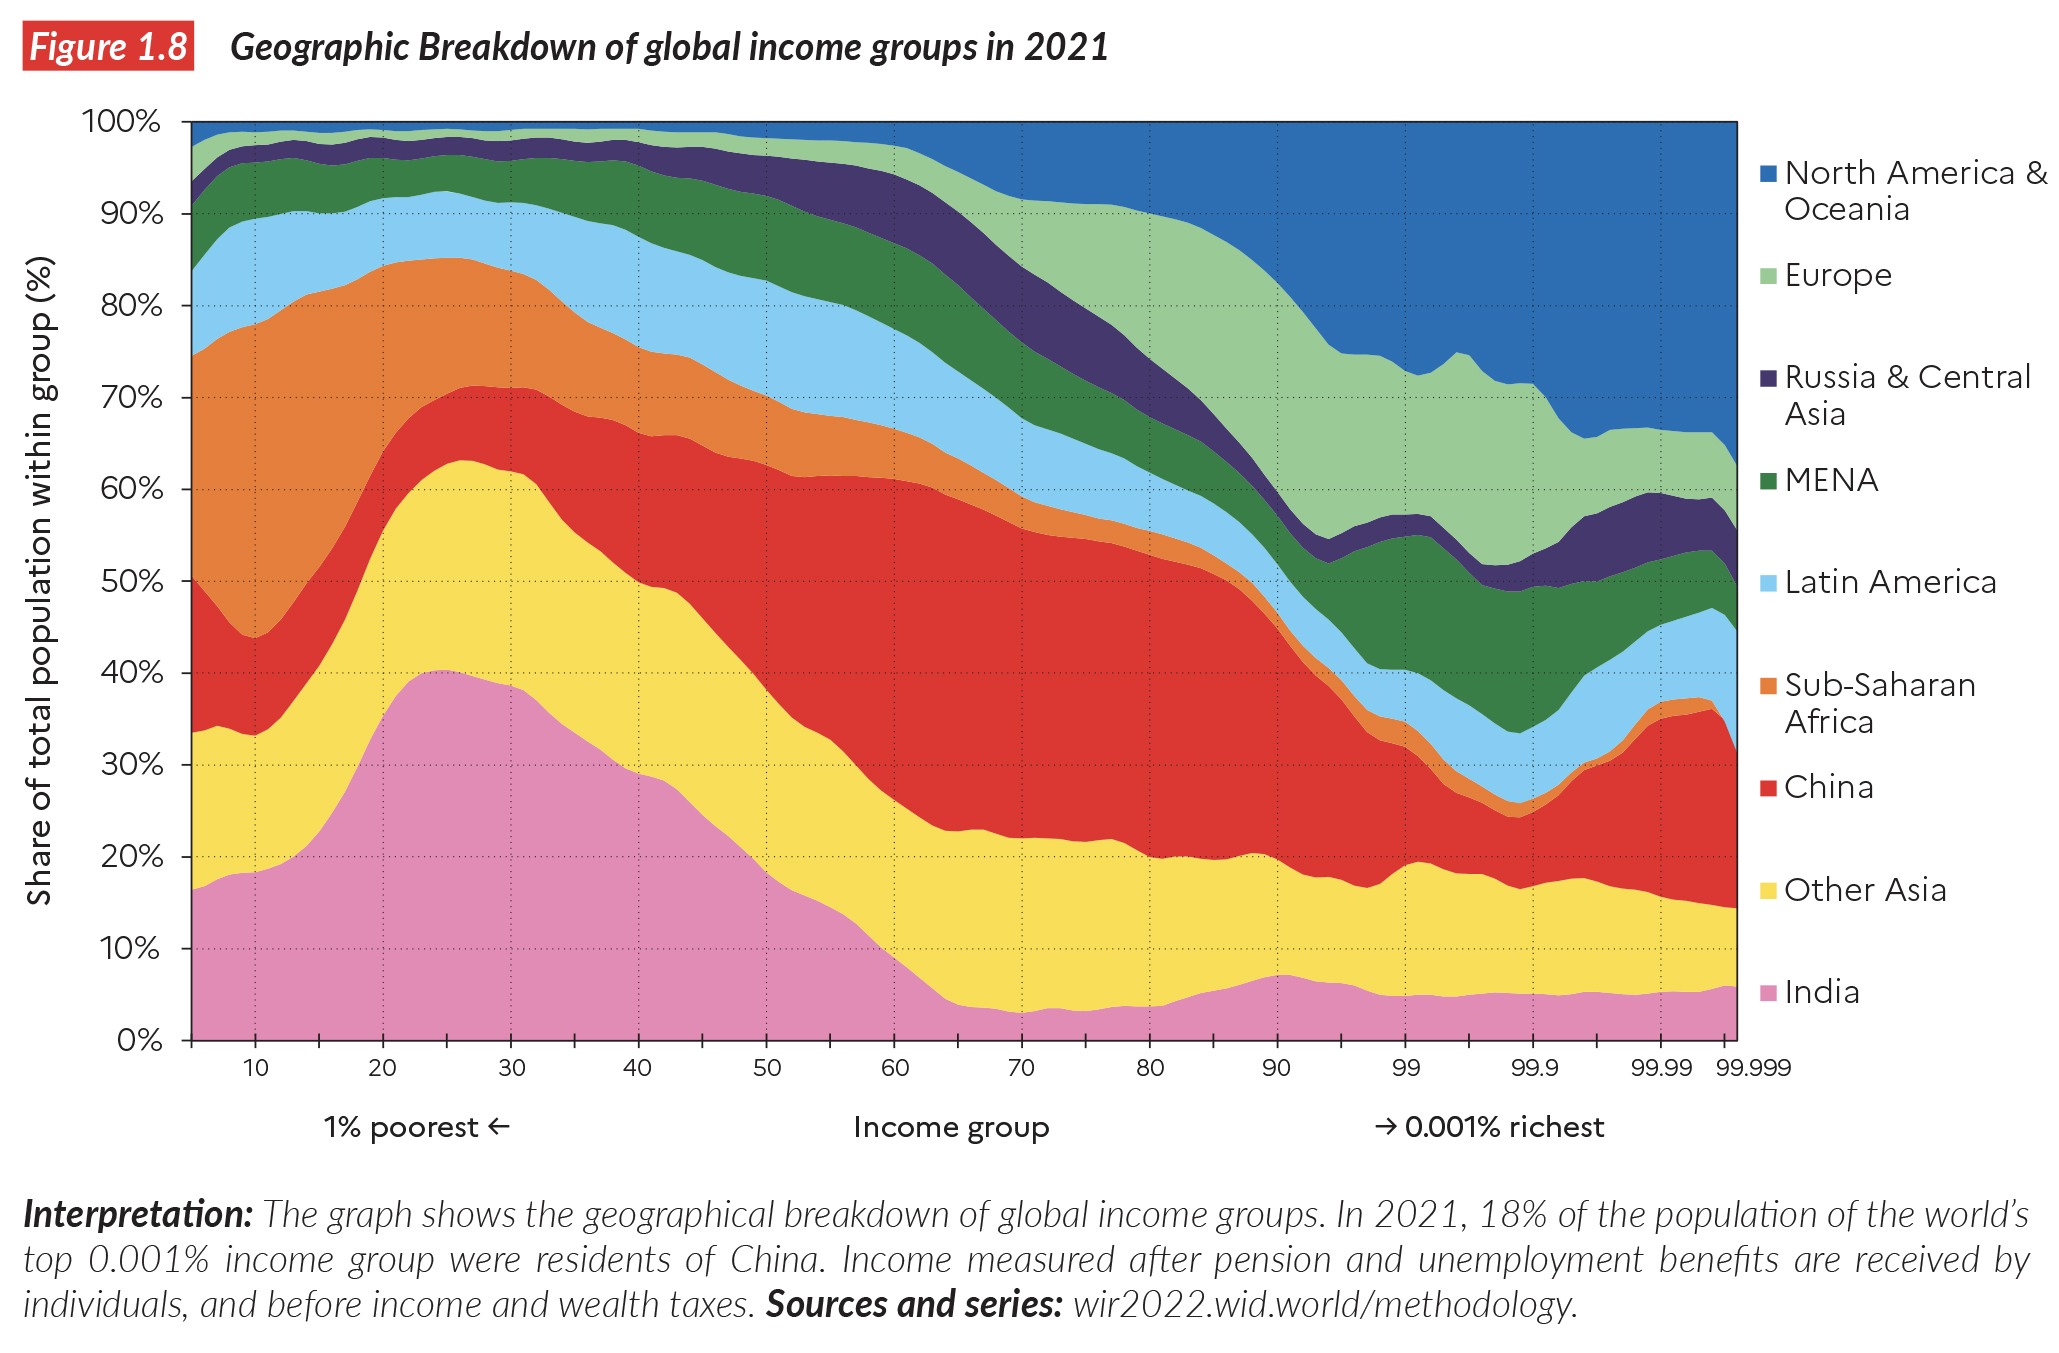 Figure 1.8 Geographic Breakdown of global income groups in 2021
Share of total population within group (%)
100%
90%
80%
70%
60%
50%
40%
30%
20%
10%
0%
10 20 30 40 50 60 70 80 90 99 99.9 99.99 99.999
1% poorest ← Income group → 0.001% richest
North America &
Oceania
Europe
Russia & Central
Asia
MENA
Latin America
Sub-Saharan
Africa
China
Other Asia
India
Interpretation: The graph shows the geographical breakdown of global income groups. In 2021, 18% of the population of the world’s
top 0.001% income group were residents of China. Income measured after pension and unemployment benefits are received by
individuals, and before income and wealth taxes. Sources and series: wir2022.wid.world/methodology.